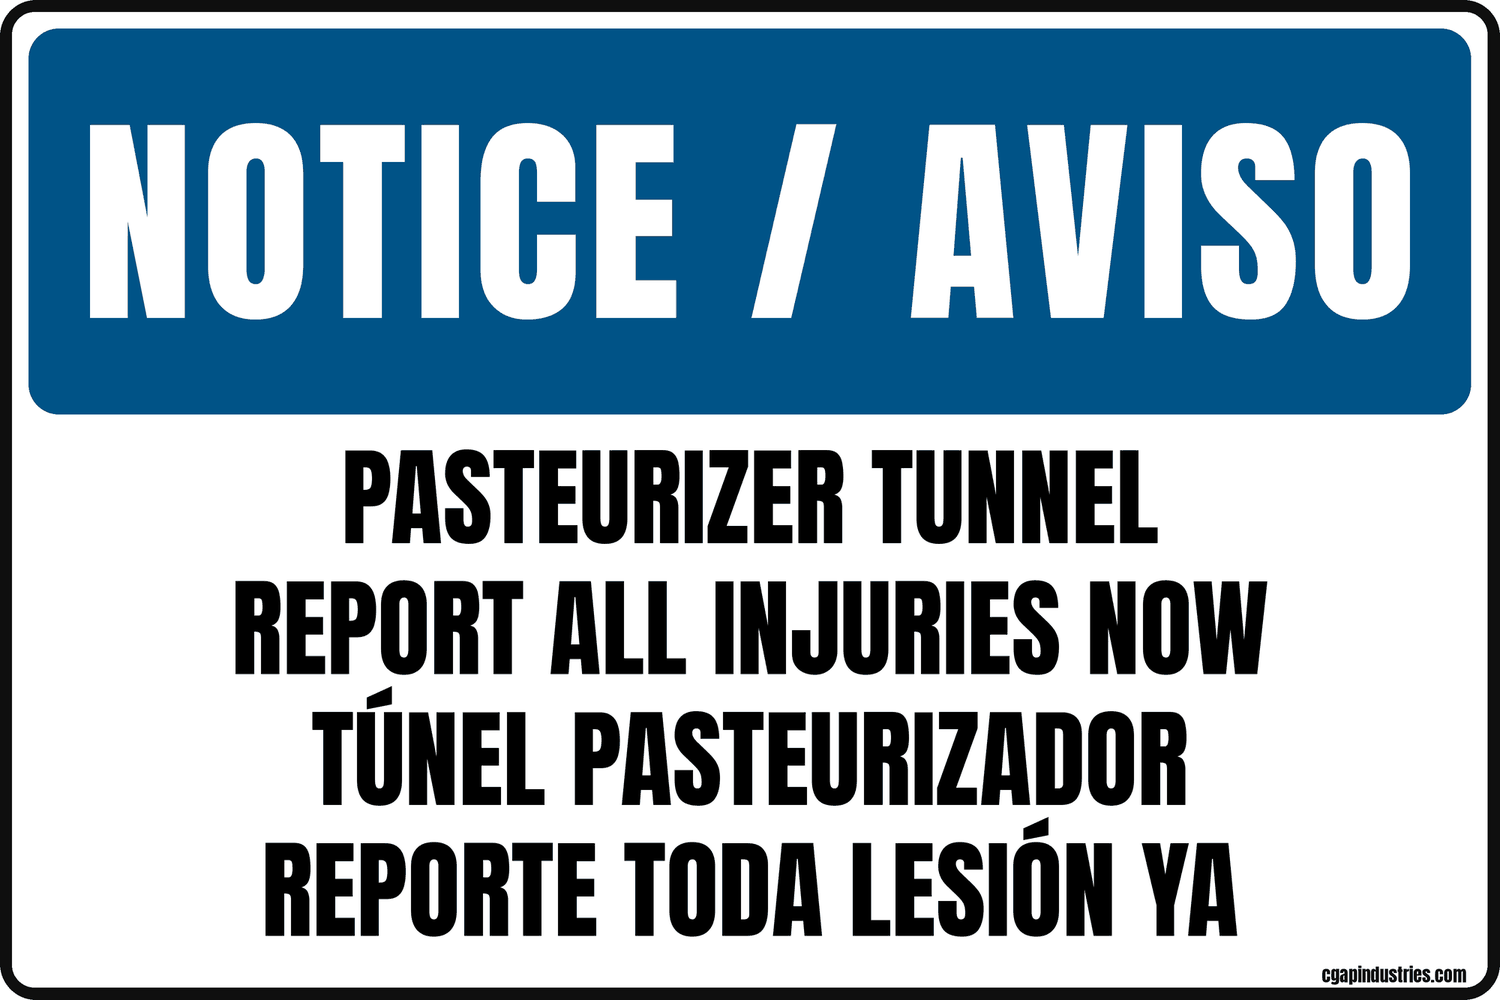 NOTICE / AVISO
PASTEURIZER TUNNEL
REPORT ALL INJURIES NOW
TÚNEL PASTEURIZADOR
REPORTE TODA LESIÓN YA
cgapindustries.com